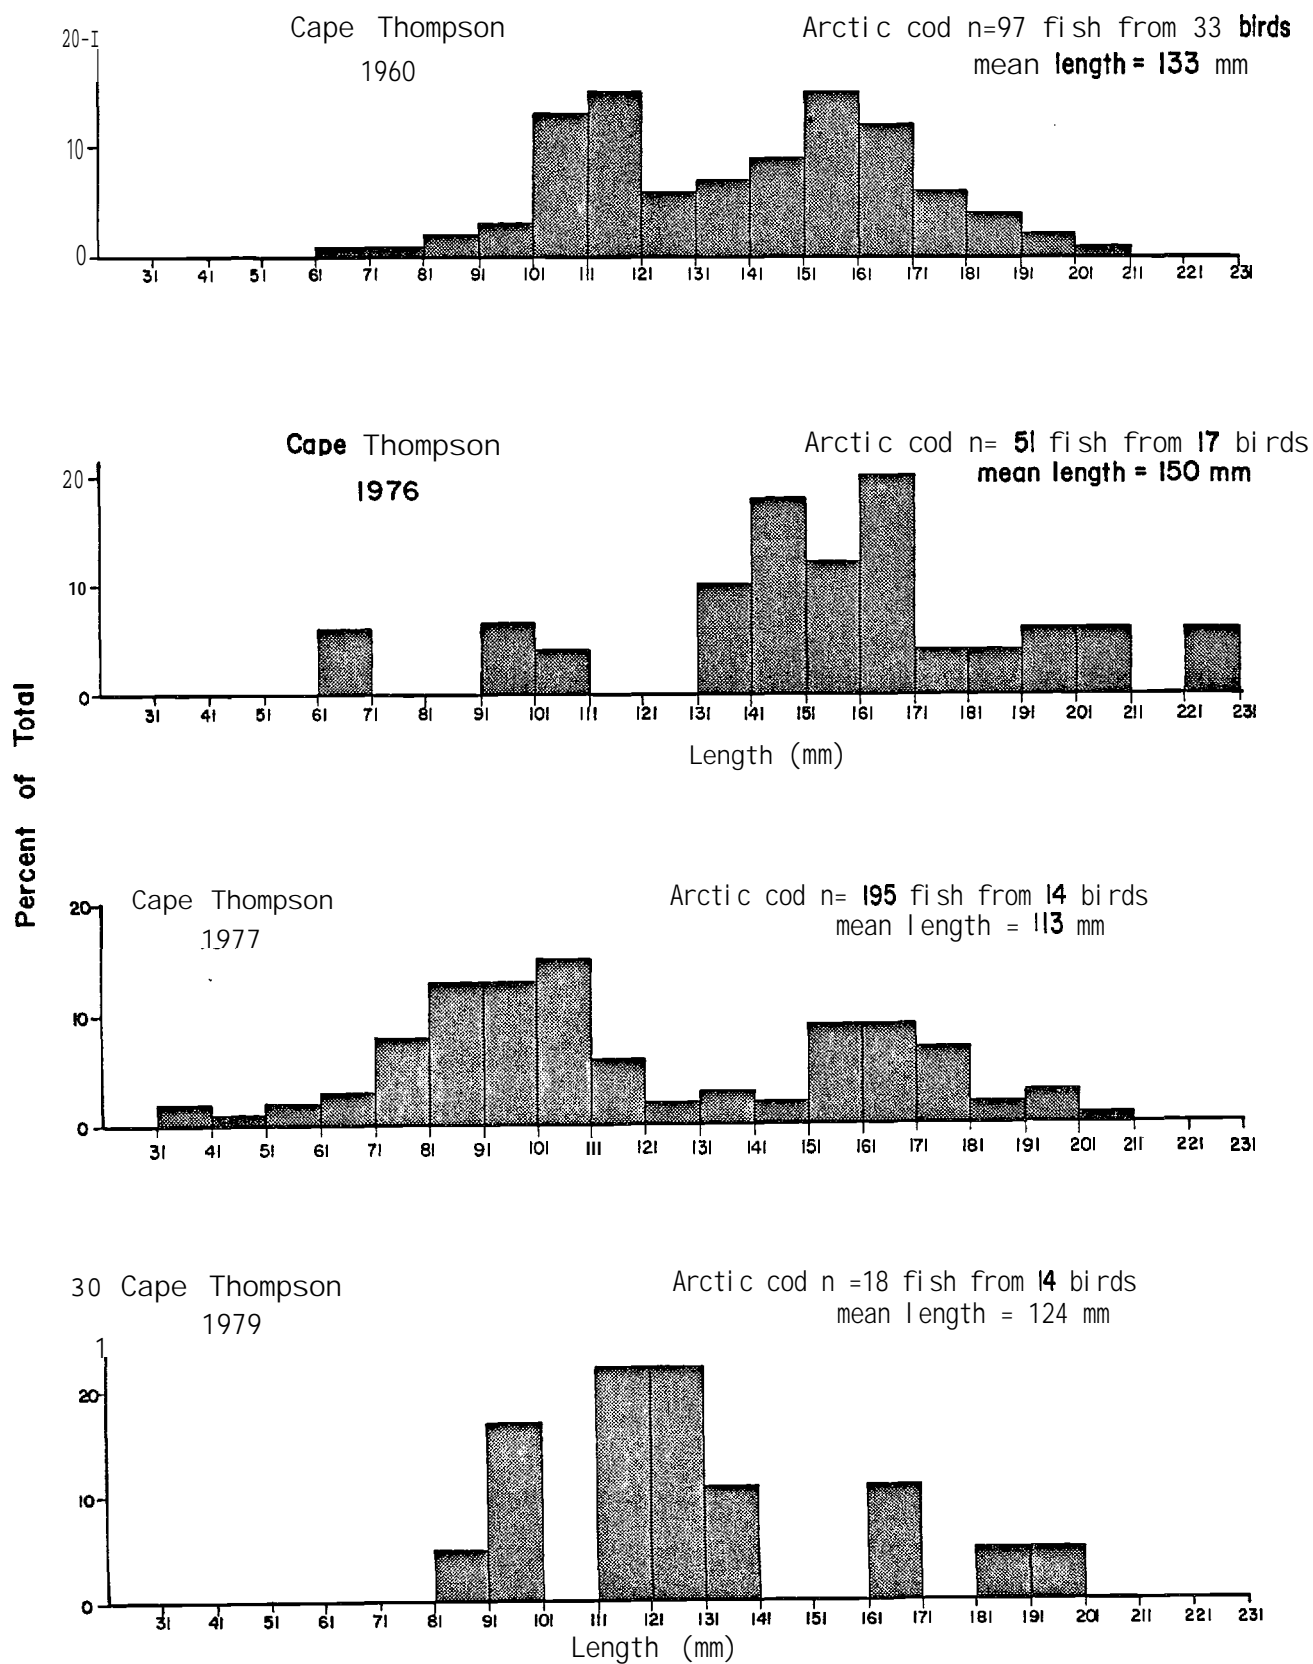 Cape Thompson
1960
Arctic cod n=97 fish from 33 birds
mean length = 133 mm
20-I
10
0
31 41 51 61 71 81 91 101 111 121 131 141 151 161 171 181 191 201 211 221 231
Cape Thompson
1976
Arctic cod n= 51 fish from 17 birds
mean length = 150 mm
20
10
0
31 41 51 61 71 81 91 101 111 121 131 141 151 161 171 181 191 201 211 221 231
Length (mm)
Percent of Total
Cape Thompson
1977
Arctic cod n= 195 fish from 14 birds
mean length = 113 mm
20
10
0
31 41 51 61 71 81 91 101 111 121 131 141 151 161 171 181 191 201 211 221 231
30 Cape Thompson
1979
Arctic cod n =18 fish from 14 birds
mean length = 124 mm
1
20
10
0
31 41 51 61 71 81 91 101 111 121 131 141 151 161 171 181 191 201 211 221 231
Length (mm)